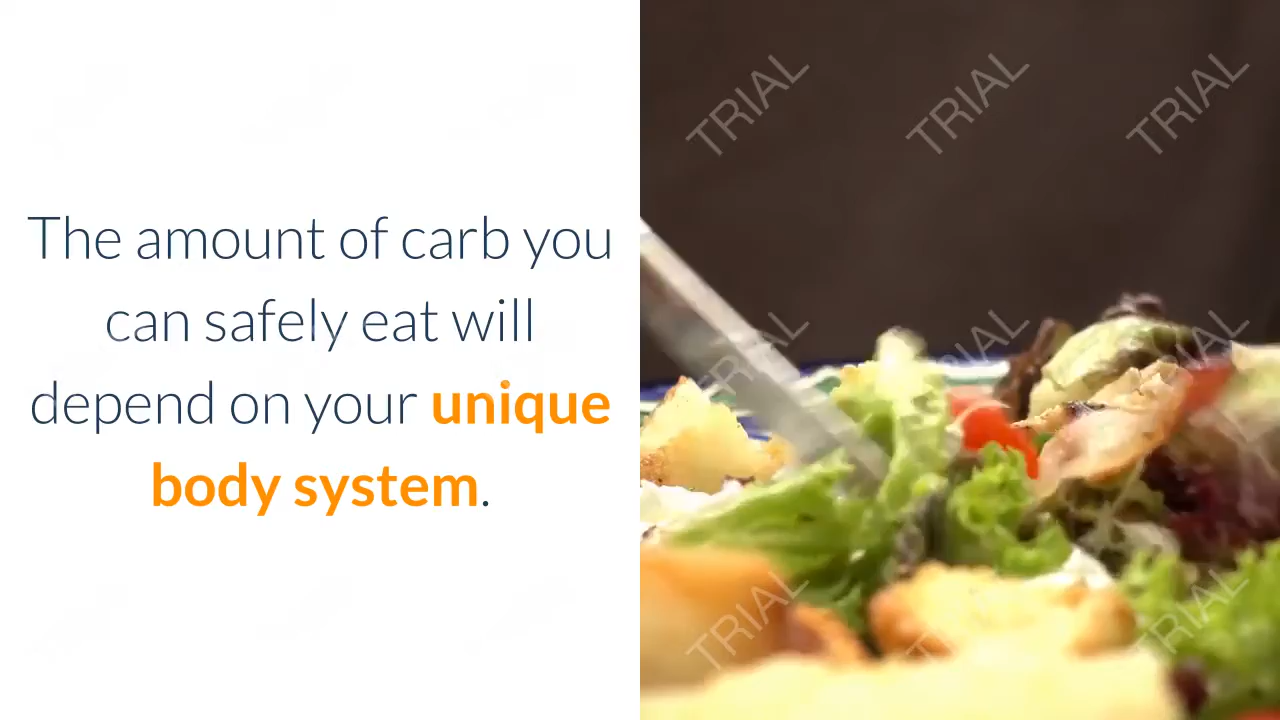 The amount of carb you
can safely eat will
depend on your unique
body system.
TRIAL TRIAL TRIAL
TRIAL TRIAL TRIAL
TRIAL TRIAL TRIAL